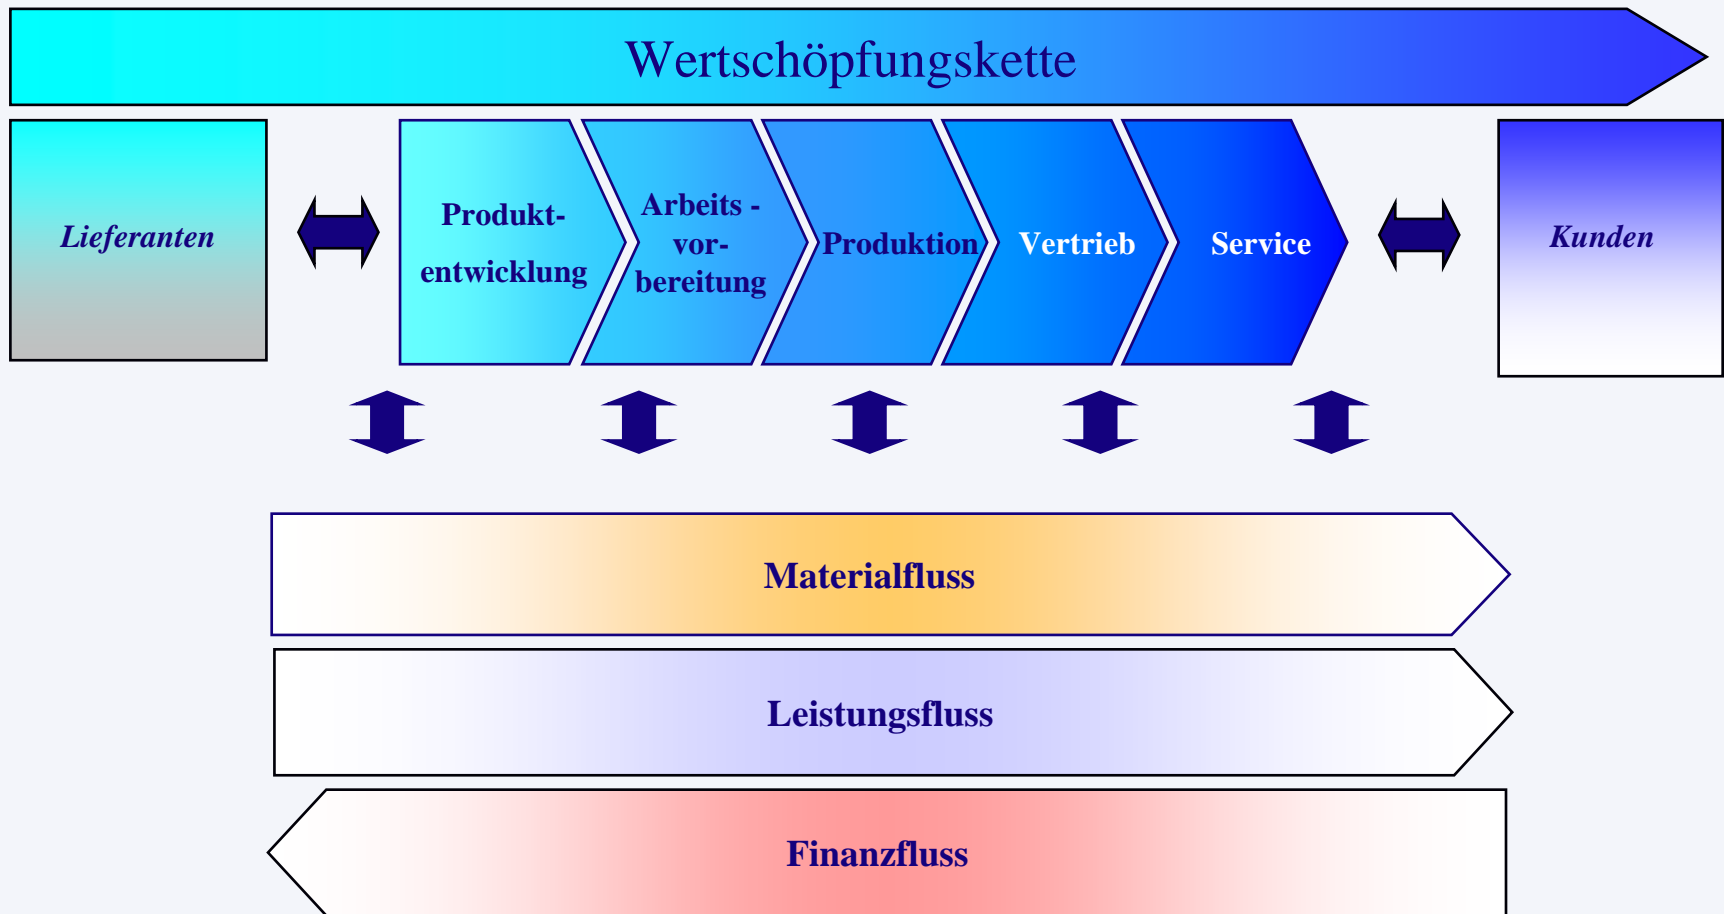 Wertschöpfungskette
Lieferanten
Produkt-
entwicklung
Arbeits -
vor-
bereitung
Produktion
Vertrieb
Service
Kunden
Materialfluss
Leistungsfluss
Finanzfluss